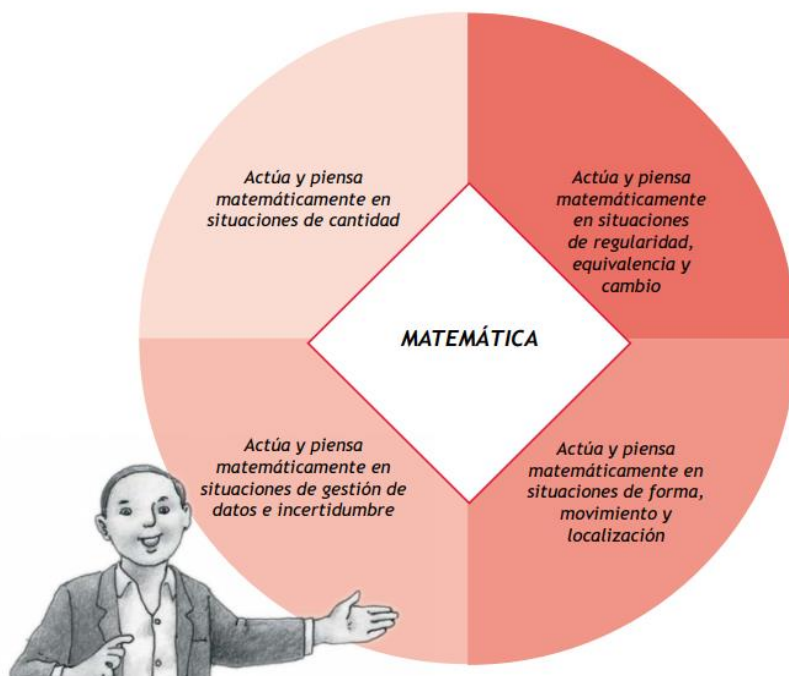 Actúa y piensa
matemáticamente en
situaciones de cantidad
Actúa y piensa
matemáticamente
en situaciones
de regularidad,
equivalencia y
cambio
MATEMÁTICA
Actúa y piensa
matemáticamente en
situaciones de gestión de
datos e incertidumbre
Actúa y piensa
matemáticamente en
situaciones de forma,
movimiento y
localización